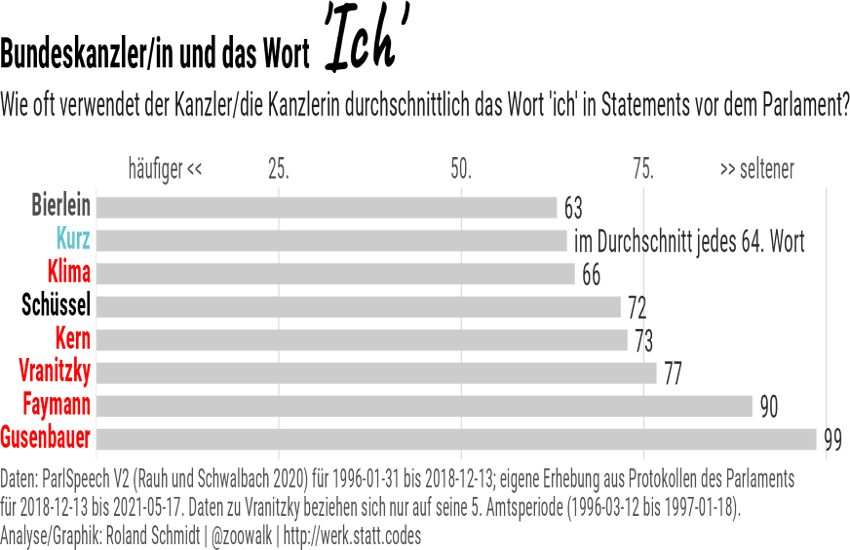 Bundeskanzler/in und das Wort 'Ich'
Wie oft verwendet der Kanzler/die Kanzlerin durchschnittlich das Wort 'ich' in Statements vor dem Parlament?
häufiger << 25. 50. 75. >> seltener
Bierlein 63
Kurz im Durchschnitt jedes 64. Wort
Klima 66
Schüssel 72
Kern 73
Vranitzky 77
Faymann 90
Gusenbauer 99
Daten: ParlSpeech V2 (Rauh und Schwalbach 2020) für 1996-01-31 bis 2018-12-13; eigene Erhebung aus Protokollen des Parlaments
für 2018-12-13 bis 2021-05-17. Daten zu Vranitzky beziehen sich nur auf seine 5. Amtsperiode (1996-03-12 bis 1997-01-18).
Analyse/Graphik: Roland Schmidt | @zoowalk | http://werk.statt.codes